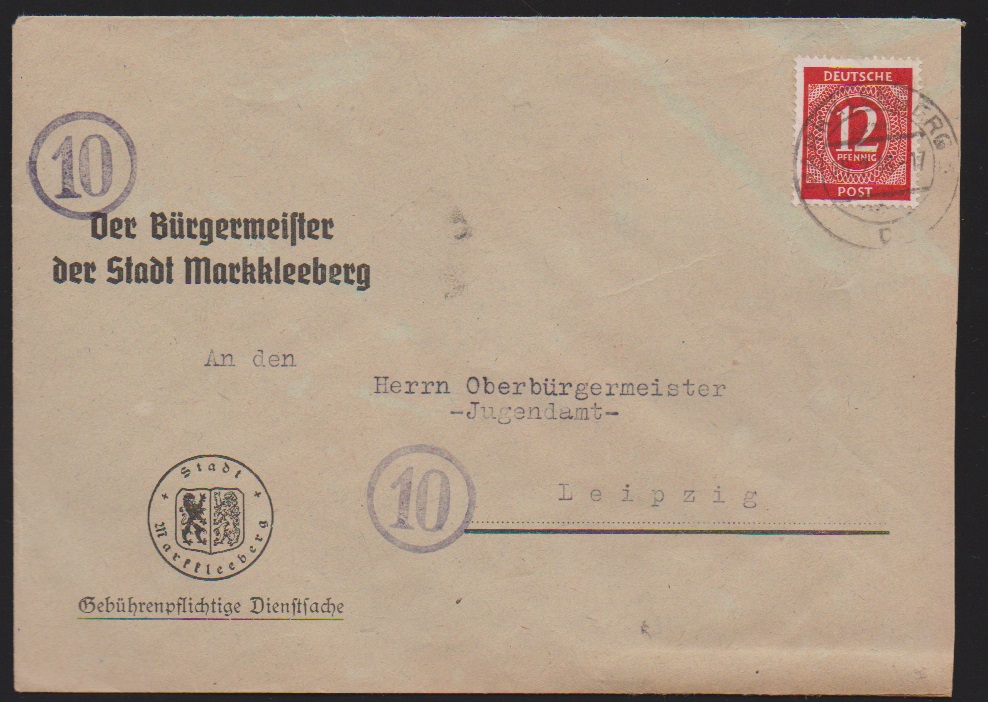 10
Der Bürgermeiſter
der Stadt Markkleeberg
DEUTSCHE
12
PFENNIG
POST
An den
Herrn Oberbürgermeister
-Jugendamt-
10
Leipzig
Stadt
Markkleeberg
Gebührenpflichtige Dienſtſache